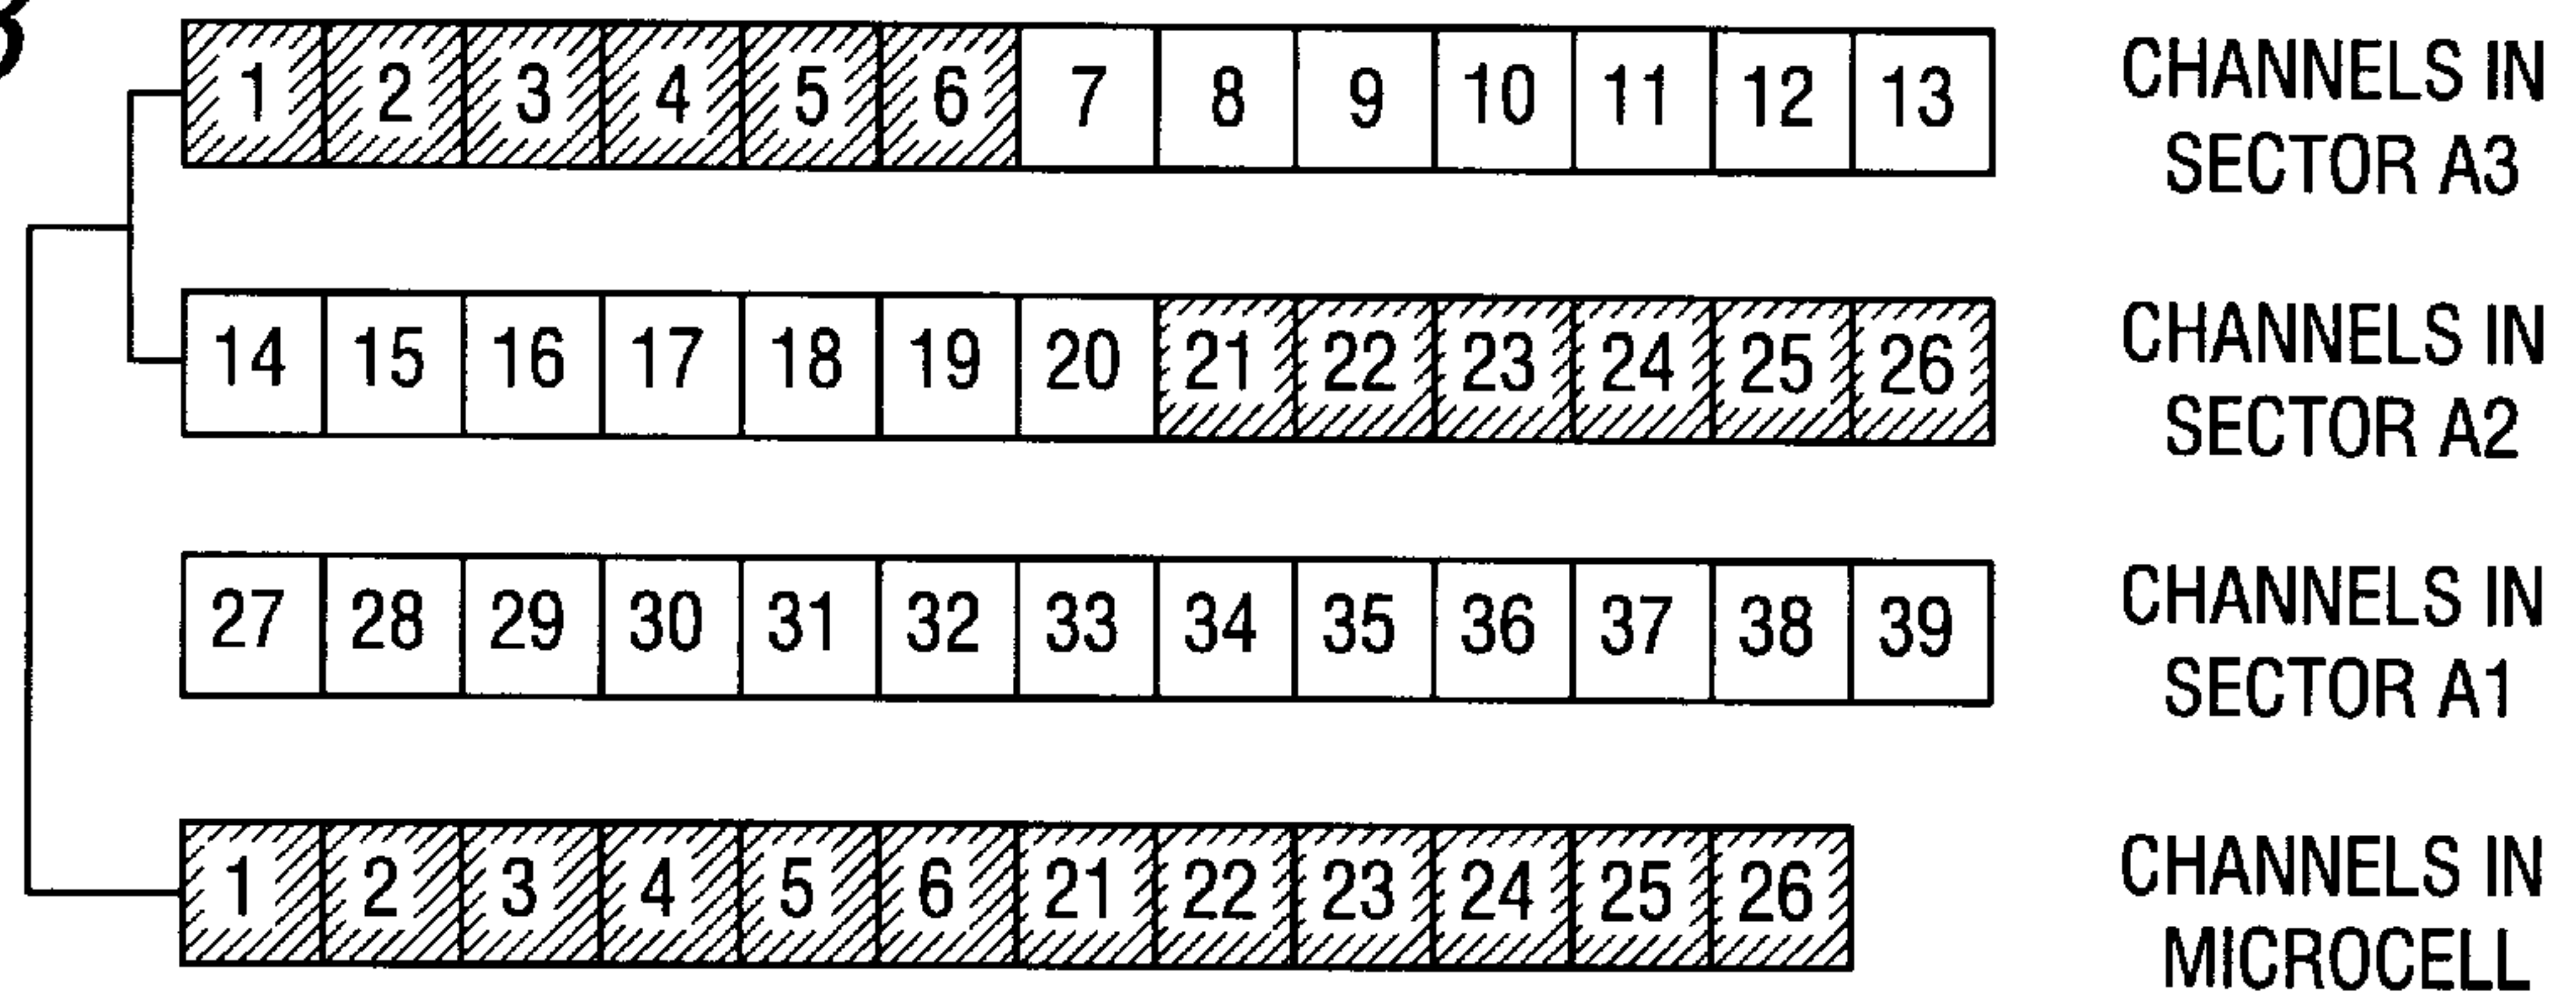 1 2 3 4 5 6 7 8 9 10 11 12 13
CHANNELS IN
SECTOR A3
14 15 16 17 18 19 20 21 22 23 24 25 26
CHANNELS IN
SECTOR A2
27 28 29 30 31 32 33 34 35 36 37 38 39
CHANNELS IN
SECTOR A1
1 2 3 4 5 6 21 22 23 24 25 26
CHANNELS IN
MICROCELL